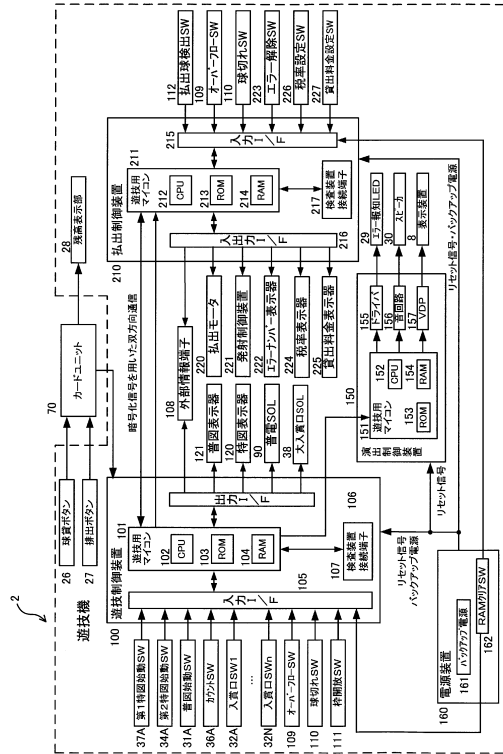 2
遊技機
26
球貸ボタン
27
排出ボタン
70
カードユニット
28
残高表示部
100
遊技制御装置
37A
第1特図始動SW
34A
第2特図始動SW
31A
普図始動SW
36A
カウントSW
32A
入賞口SW1
…
32N
入賞口SWn
109
オーバーフローSW
110
球切れSW
111
枠開放SW
入力I/F
105
101
遊技用マイコン
102
CPU
103
ROM
104
RAM
107
検査装置接続端子
出力I/F
106
暗号化信号を用いた双方向通信
108
外部情報端子
121
普図表示器
120
特図表示器
90
普電SOL
38
大入賞口SOL
220
払出モータ
221
発射制御装置
222
エラーナンバー表示器
224
税率表示器
225
貸出料金表示器
210
払出制御装置
211
遊技用マイコン
212
CPU
213
ROM
214
RAM
215
入力I/F
入出力I/F
216
217
検査装置接続端子
112
払出球検出SW
109
オーバーフローSW
110
球切れSW
223
エラー解除SW
226
税率設定SW
227
貸出料金設定SW
150
演出制御装置
151
遊技用マイコン
152
CPU
153
ROM
154
RAM
155
ドライバ
156
音回路
157
VDP
29
エラー報知LED
30
スピーカ
8
表示装置
リセット信号
リセット信号・バックアップ電源
リセット信号
バックアップ電源
160
電源装置
161
バックアップ電源
162
RAMクリアSW